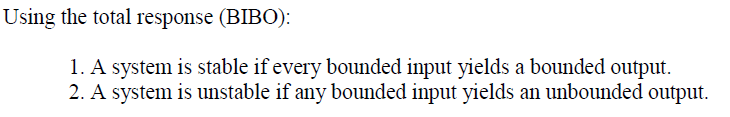 Using the total response (BIBO):
1. A system is stable if every bounded input yields a bounded output.
2. A system is unstable if any bounded input yields an unbounded output.